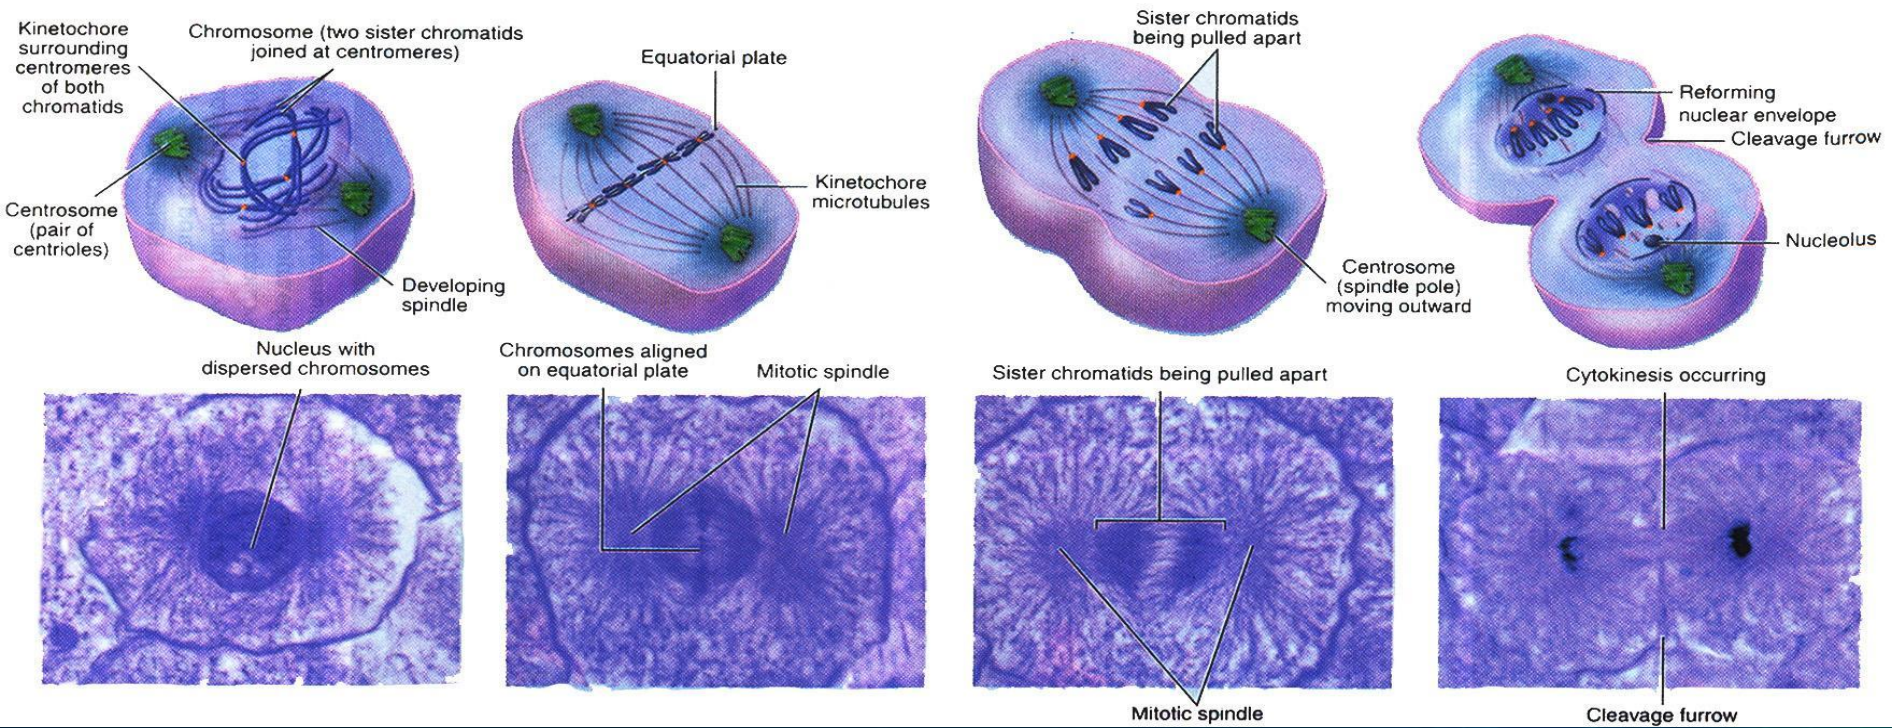 Kinetochore
surrounding
centromeres
of both
chromatids
Chromosome (two sister chromatids
joined at centromeres)
Centrosome
(pair of
centrioles)
Developing
spindle
Equatorial plate
Kinetochore
microtubules
Sister chromatids
being pulled apart
Centrosome
(spindle pole)
moving outward
Reforming
nuclear envelope
Cleavage furrow
Nucleolus
Nucleus with
dispersed chromosomes
Chromosomes aligned
on equatorial plate
Mitotic spindle
Sister chromatids being pulled apart
Mitotic spindle
Cytokinesis occurring
Cleavage furrow